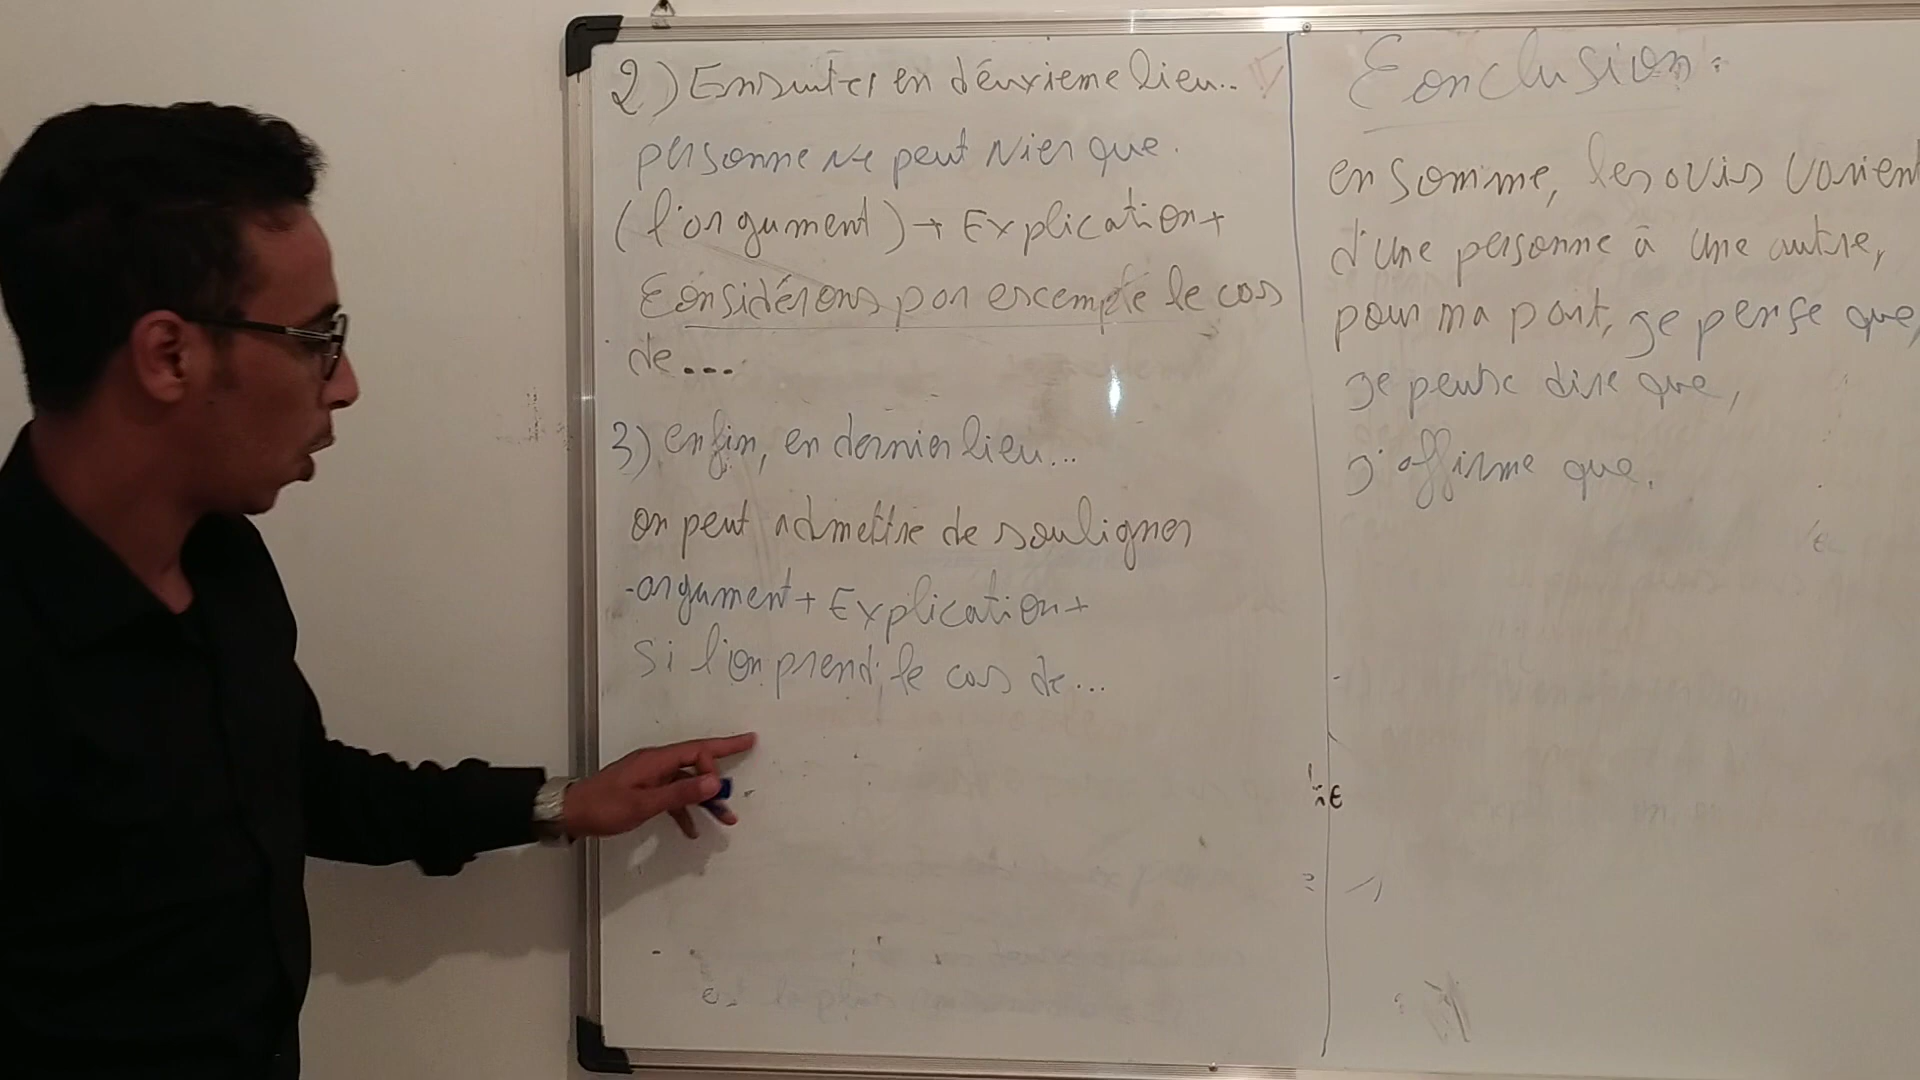 2) Ensuite, en deuxieme lieu..
personne ne peut nier que.
(l'argument) + Explication +
Considérons par exemple le cas
de...
3) enfin, en dernier lieu...
on peut admettre de souligner
-argument + Explication +
si l'on prend le cas de...
Conclusion:
en somme, les avis varient
d'une personne à une autre,
pour ma part, je pense que,
je peux dire que,
j'affirme que.